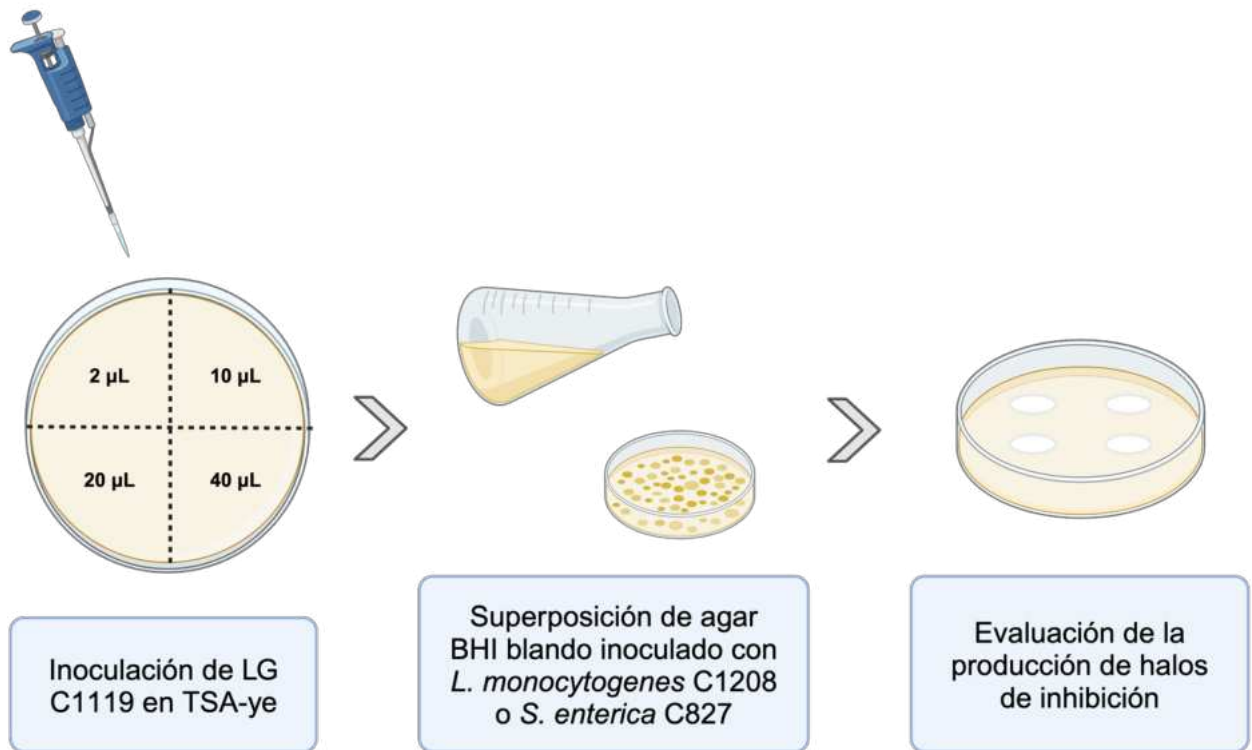 2 µL
10 µL
20 µL
40 µL
Inoculación de LG
C1119 en TSA-ye
Superposición de agar
BHI blando inoculado con
L. monocytogenes C1208
o S. enterica C827
Evaluación de la
producción de halos
de inhibición